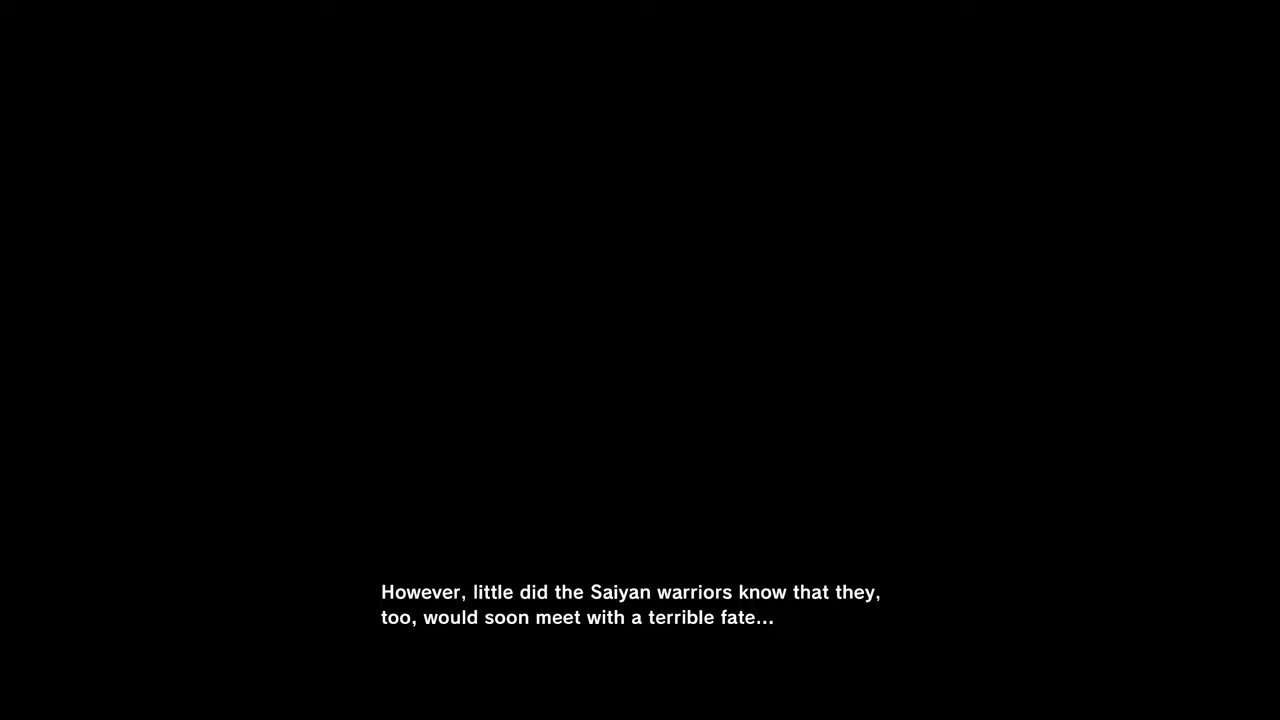 However, little did the Saiyan warriors know that they,
too, would soon meet with a terrible fate...